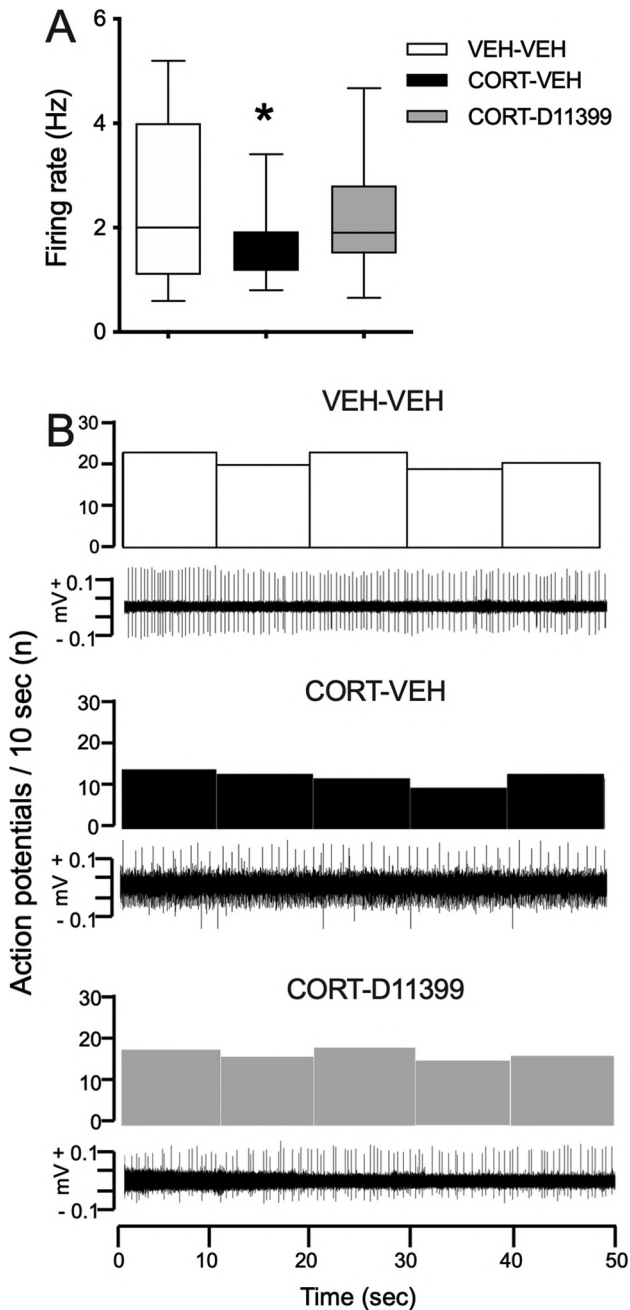 A
6
4
2
0
Firing rate (Hz)
*
VEH-VEH
CORT-VEH
CORT-D11399
B
VEH-VEH
30
20
10
0
mV
+ 0.1
- 0.1
CORT-VEH
30
20
10
0
mV
+ 0.1
- 0.1
CORT-D11399
30
20
10
0
mV
+ 0.1
- 0.1
Action potentials / 10 sec (n)
0 10 20 30 40 50
Time (sec)